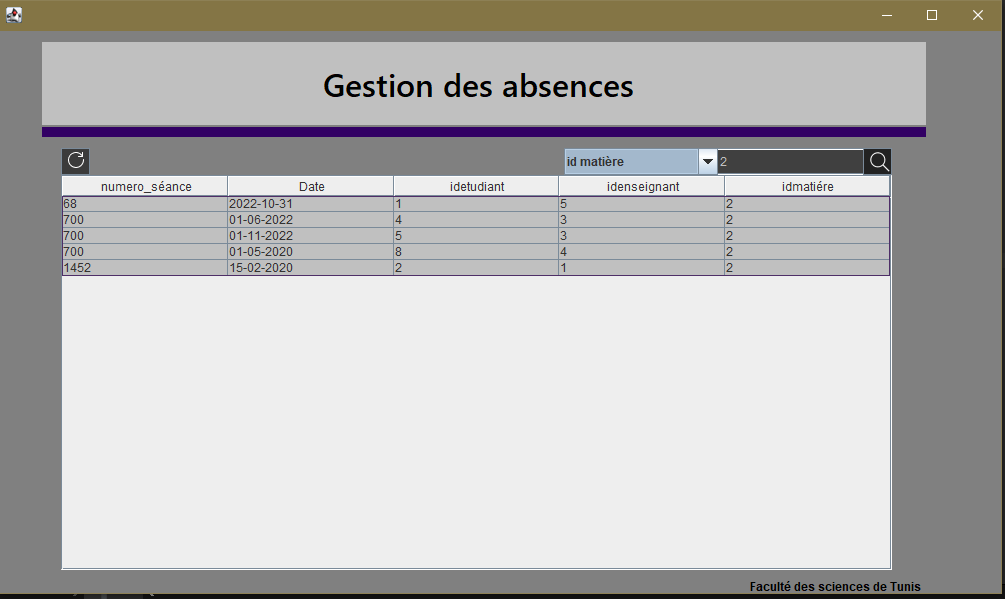 Gestion des absences
id matière 2
numero_séance Date idetudiant idenseignant idmatiére
68 2022-10-31 1 5 2
700 01-06-2022 4 3 2
700 01-11-2022 5 3 2
700 01-05-2020 8 4 2
1452 15-02-2020 2 1 2
Faculté des sciences de Tunis